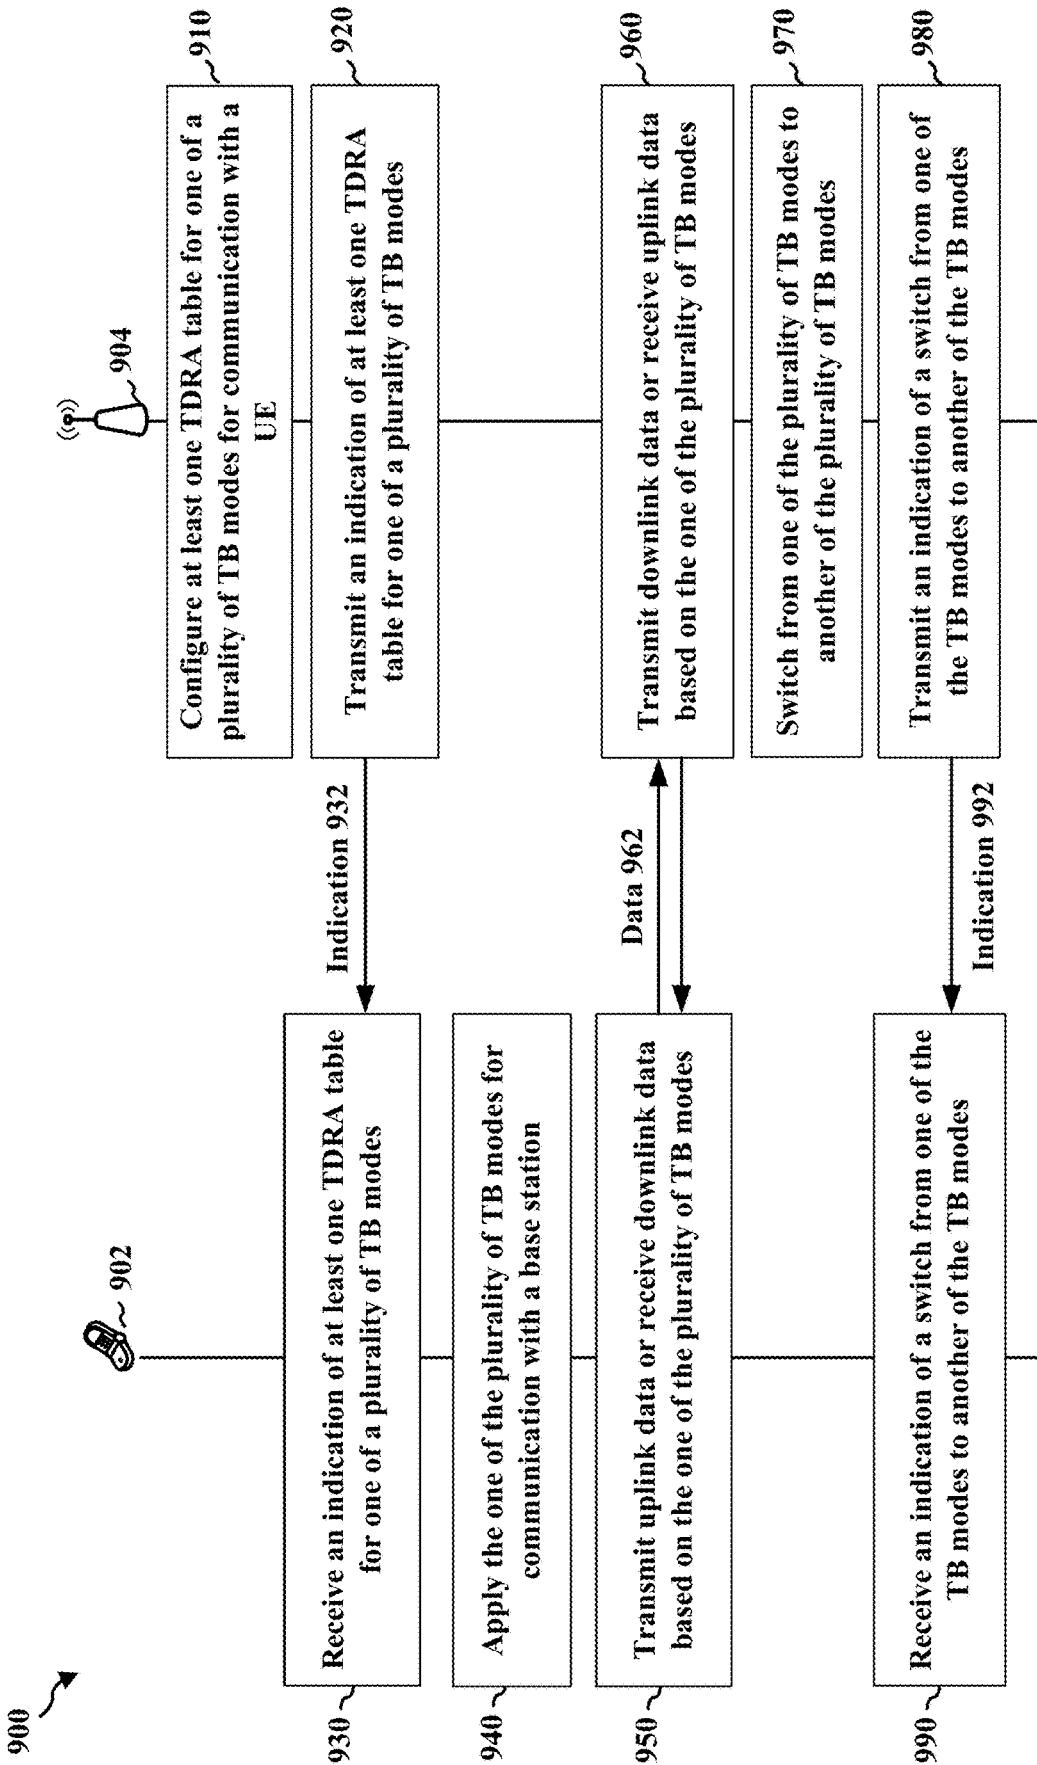 900
902
904
Configure at least one TDRA table for one of a
plurality of TB modes for communication with a
UE
910
Transmit an indication of at least one TDRA
table for one of a plurality of TB modes
920
Indication 932
930
Receive an indication of at least one TDRA table
for one of a plurality of TB modes
940
Apply the one of the plurality of TB modes for
communication with a base station
950
Transmit uplink data or receive downlink data
based on the one of the plurality of TB modes
Data 962
Transmit downlink data or receive uplink data
based on the one of the plurality of TB modes
960
Switch from one of the plurality of TB modes to
another of the plurality of TB modes
970
Transmit an indication of a switch from one of
the TB modes to another of the TB modes
980
Indication 992
990
Receive an indication of a switch from one of the
TB modes to another of the TB modes